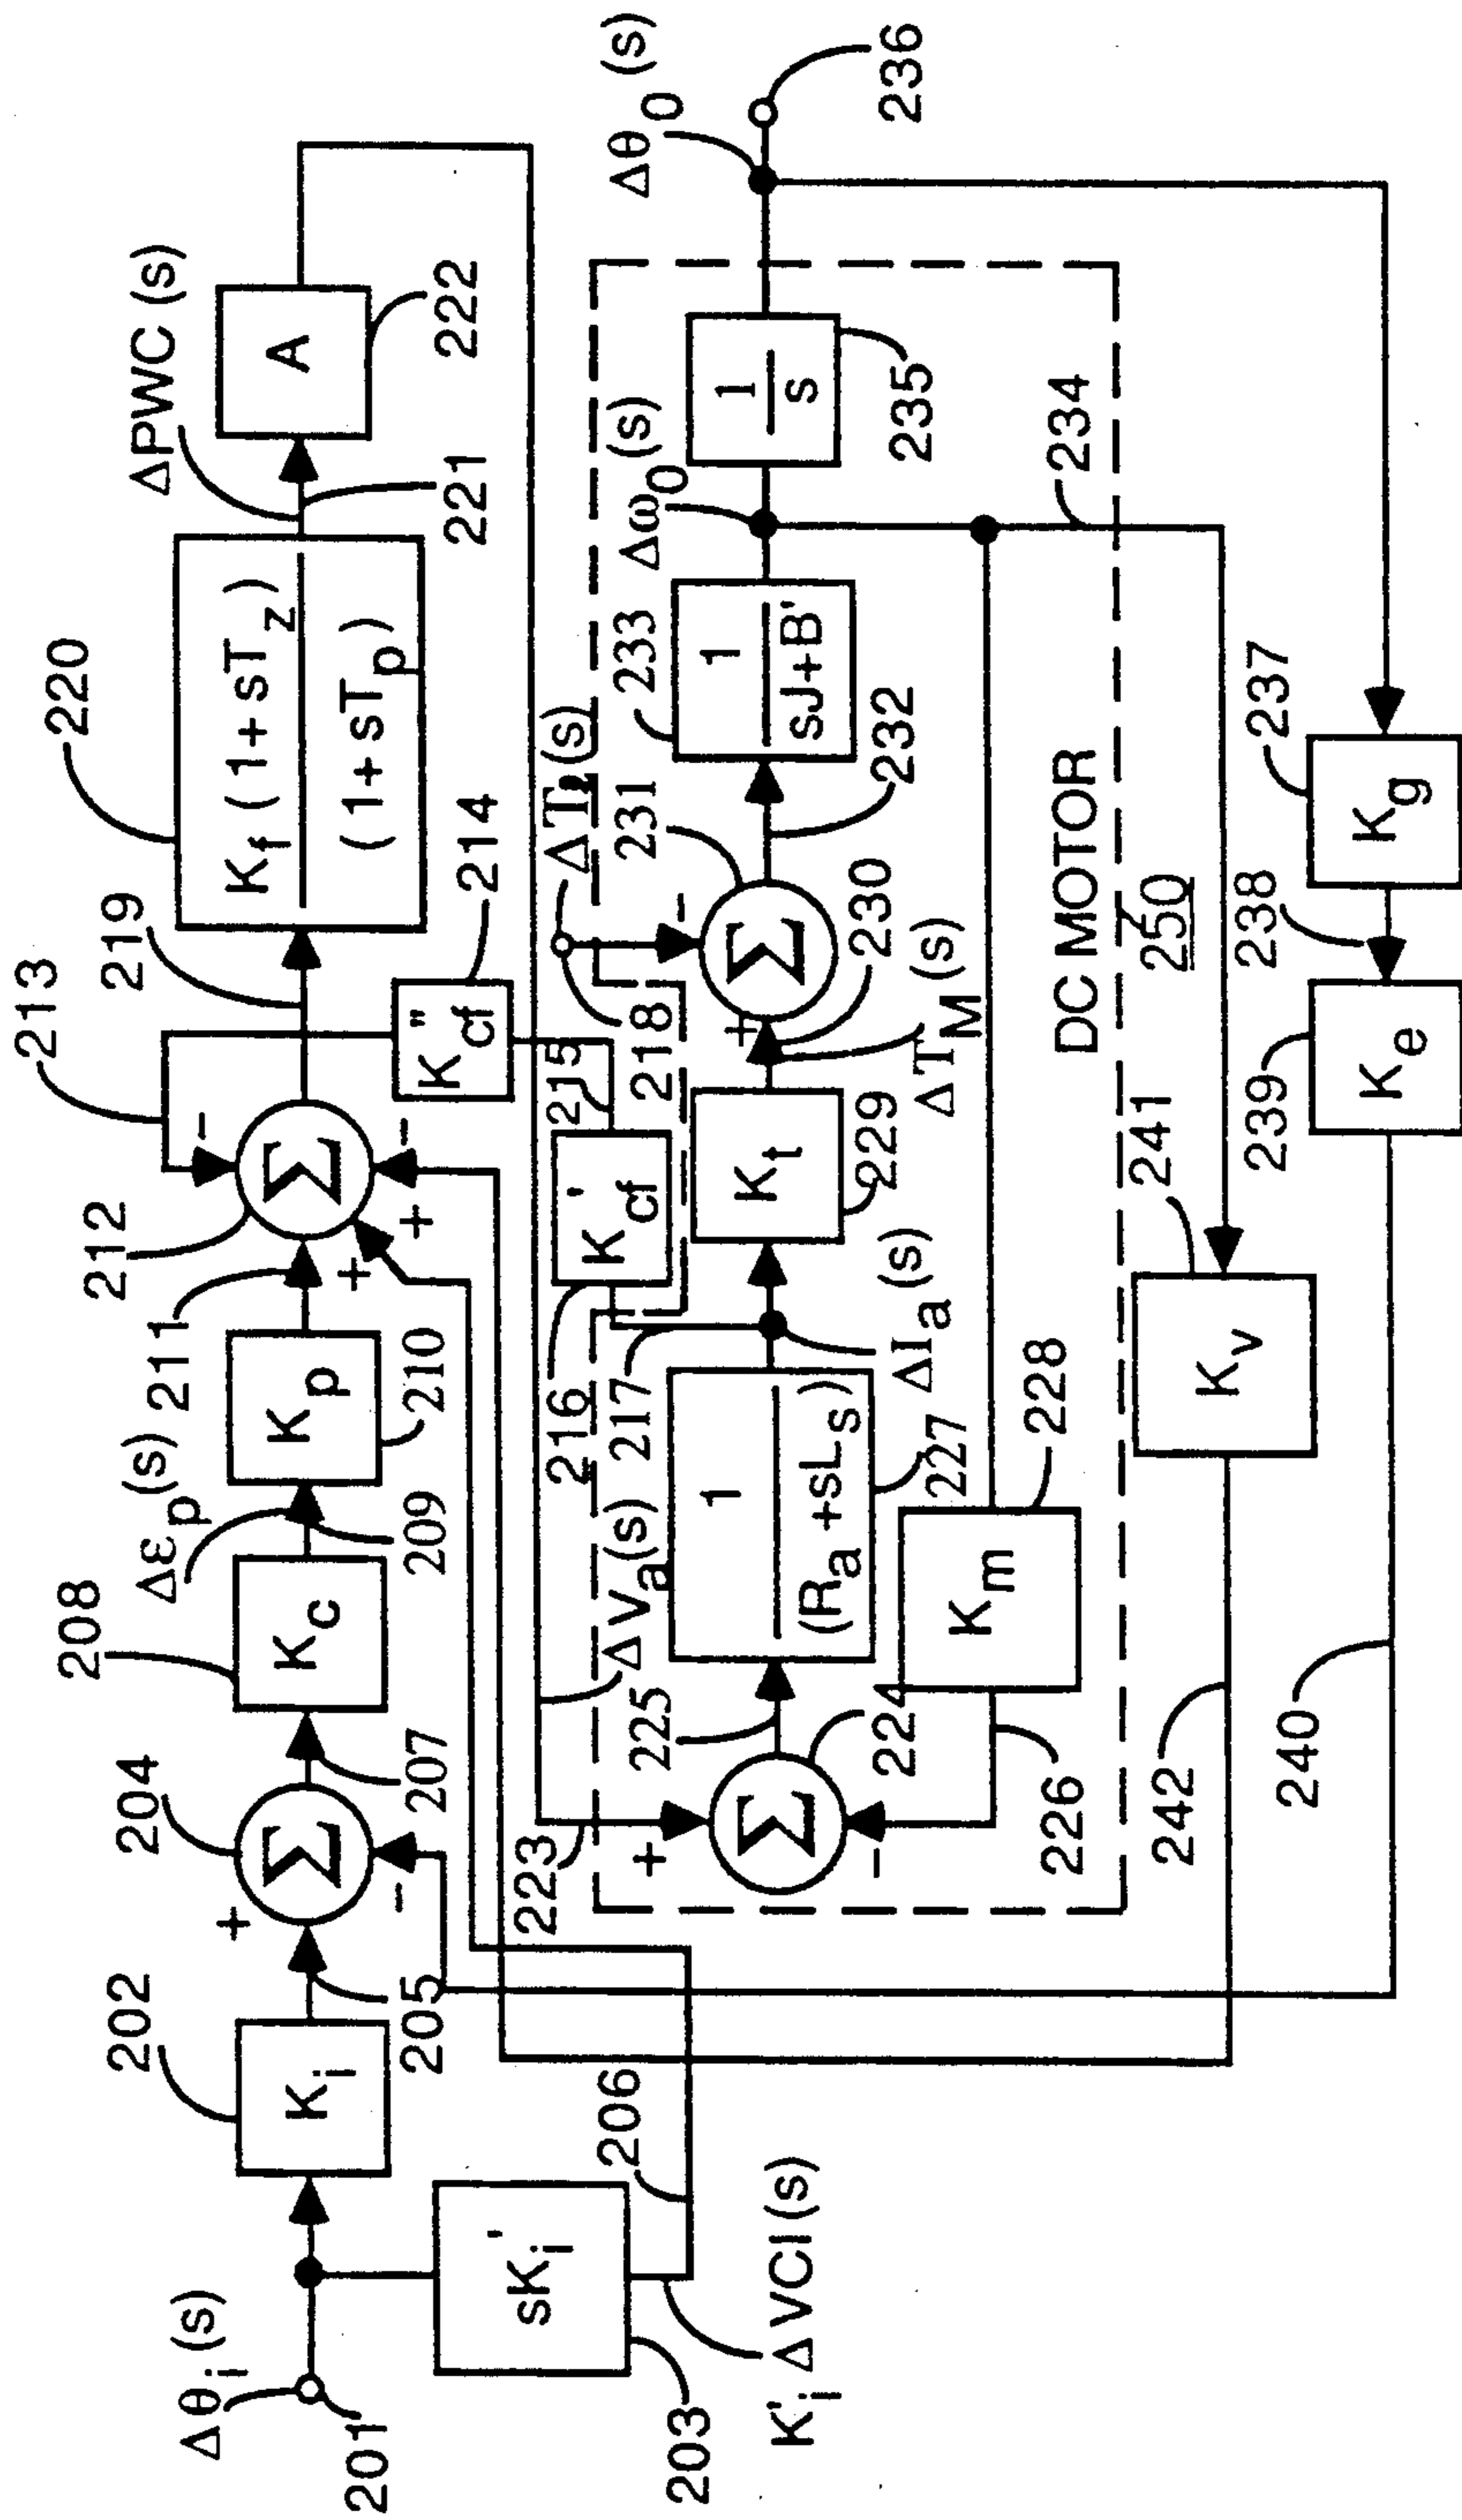 Δθi(s)
201
202
Ki
203
sKi'
Ki' ΔVCI(s)
206
205
204
Σ
+
-
207
208
Kc
Δεp(s)
209
Kp
210
211
212
Σ
+
+
-
-
213
219
220
Kf(1+sTz)
(1+sTp)
ΔPWC(s)
221
A
222
K"cf
214
215
K'cf
216
217
218
ΔVa(s)
223
+
Σ
-
224
225
226
1
(Ra+sLs)
227
Km
228
ΔIa(s)
Kt
229
ΔTM(s)
230
+
Σ
-
231
232
233
1
sJ+B'
Δω0(s)
1
s
235
234
Δθ0(s)
236
DC MOTOR
250
237
Kg
238
239
Ke
240
241
Kv
242